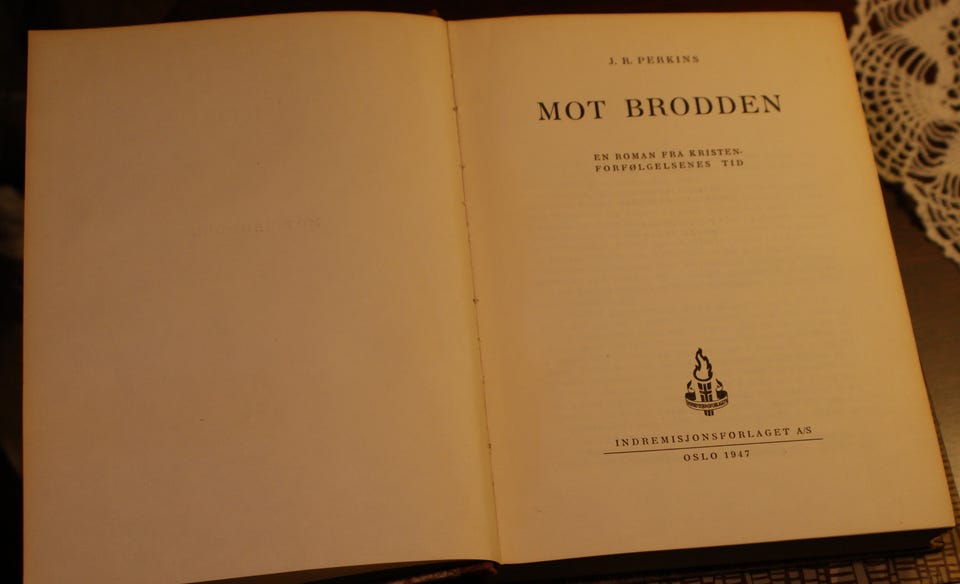 J. R. PERKINS
MOT BRODDEN
EN ROMAN FRA KRISTEN-
FORFØLGELSENES TID
INDREMISJONSFORLAGET A/S
OSLO 1947